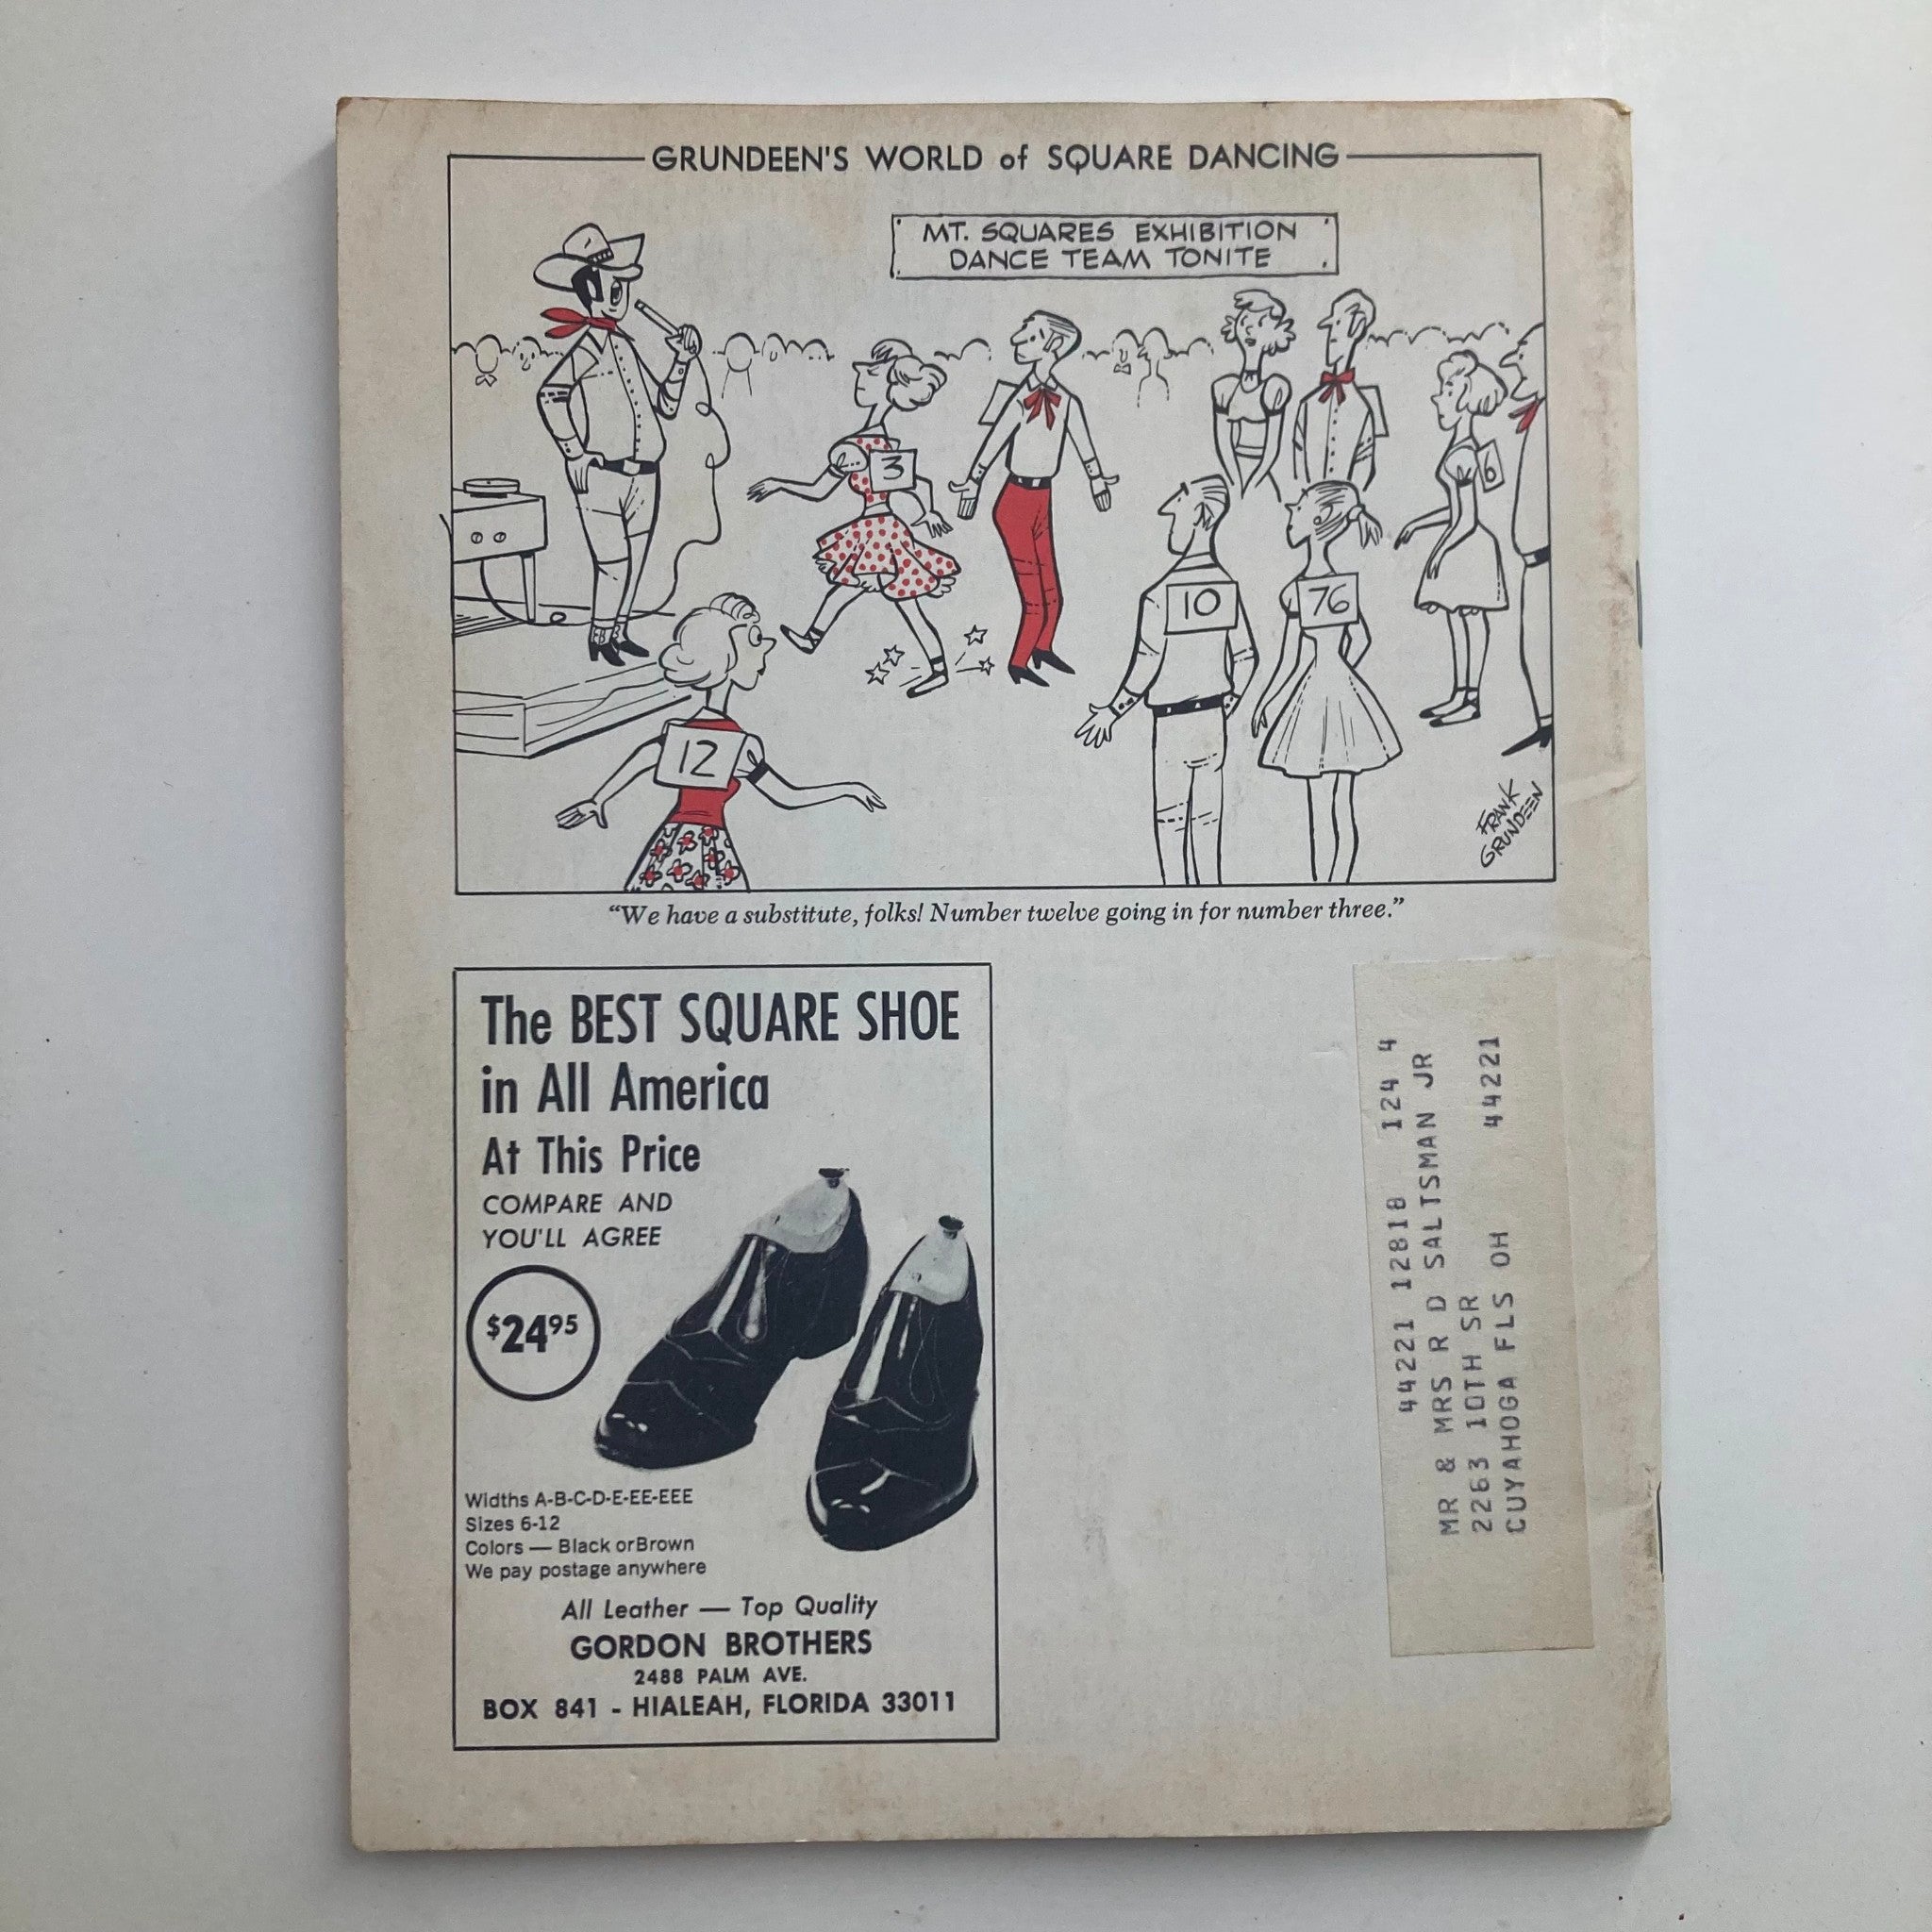 GRUNDEEN'S WORLD of SQUARE DANCING
MT. SQUARES EXHIBITION
DANCE TEAM TONITE
3
6
10
76
12
FRANK
GRUNDEEN
“We have a substitute, folks! Number twelve going in for number three.”
The BEST SQUARE SHOE
in All America
At This Price
COMPARE AND
YOU'LL AGREE
$2495
Widths A-B-C-D-E-EE-EEE
Sizes 6-12
Colors — Black or Brown
We pay postage anywhere
All Leather — Top Quality
GORDON BROTHERS
2488 PALM AVE.
BOX 841 - HIALEAH, FLORIDA 33011
44221 12818 124 4
MR & MRS R D SALTSMAN JR
2263 10TH SR
CUYAHOGA FLS OH 44221